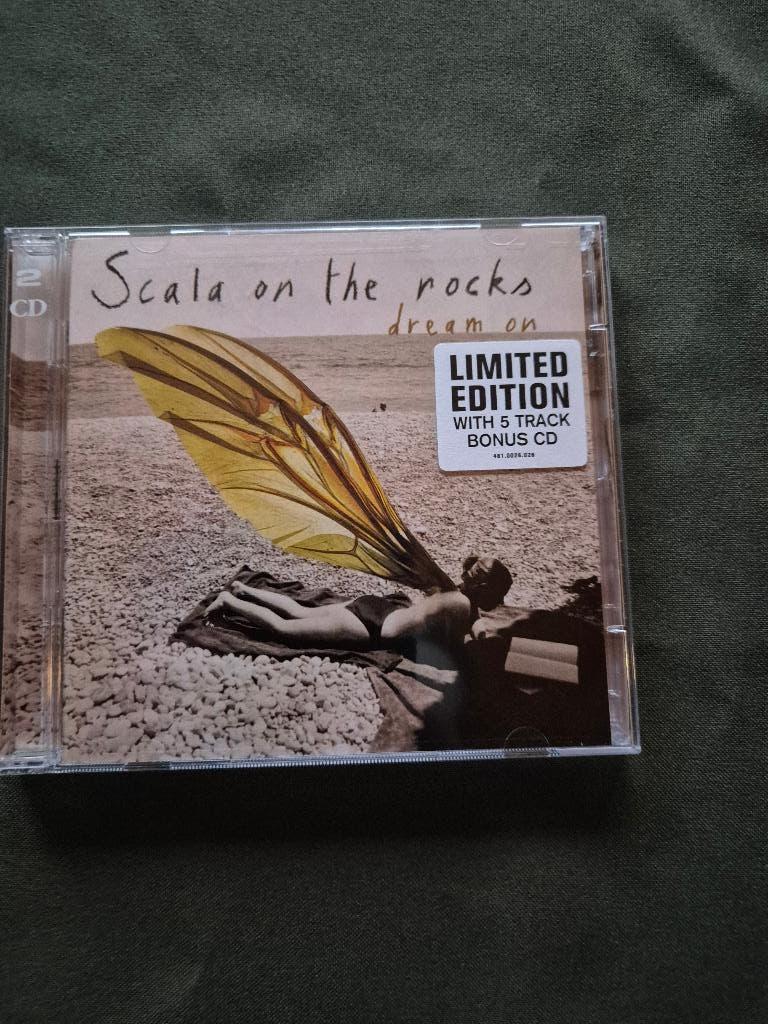 2
CD
Scala on the rocks
dream on
LIMITED
EDITION
WITH 5 TRACK
BONUS CD
481.0026.026